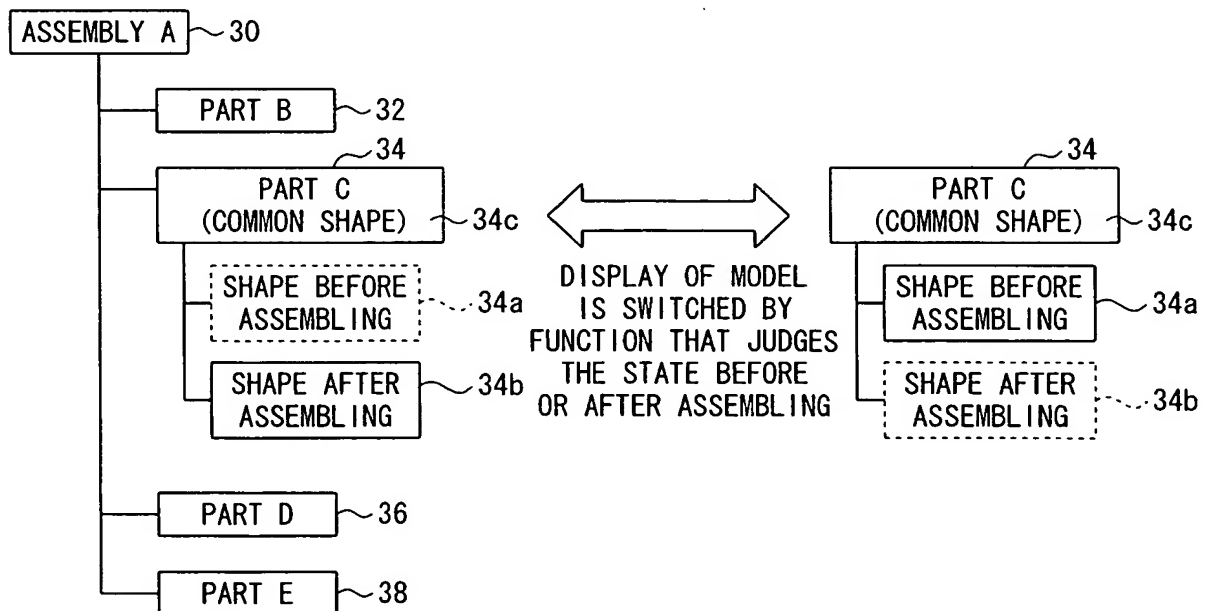 ASSEMBLY A 30
PART B 32
34
PART C
(COMMON SHAPE) 34c
SHAPE BEFORE
ASSEMBLING 34a
SHAPE AFTER
ASSEMBLING 34b
PART D 36
PART E 38
DISPLAY OF MODEL
IS SWITCHED BY
FUNCTION THAT JUDGES
THE STATE BEFORE
OR AFTER ASSEMBLING
34
PART C
(COMMON SHAPE) 34c
SHAPE BEFORE
ASSEMBLING 34a
SHAPE AFTER
ASSEMBLING 34b